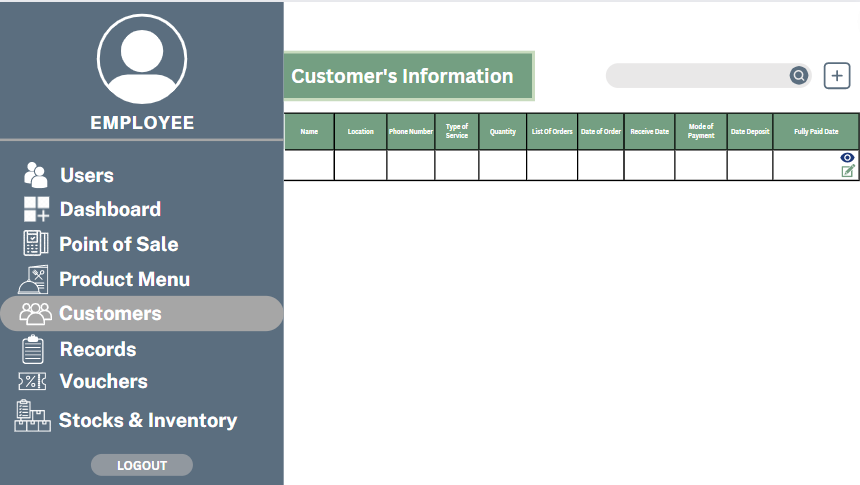 EMPLOYEE
Users
Dashboard
Point of Sale
Product Menu
Customers
Records
Vouchers
Stocks & Inventory
LOGOUT
Customer's Information
Name
Location
Phone Number
Type of
Service
Quantity
List Of Orders
Date of Order
Receive Date
Mode of
Payment
Date Deposit
Fully Paid Date